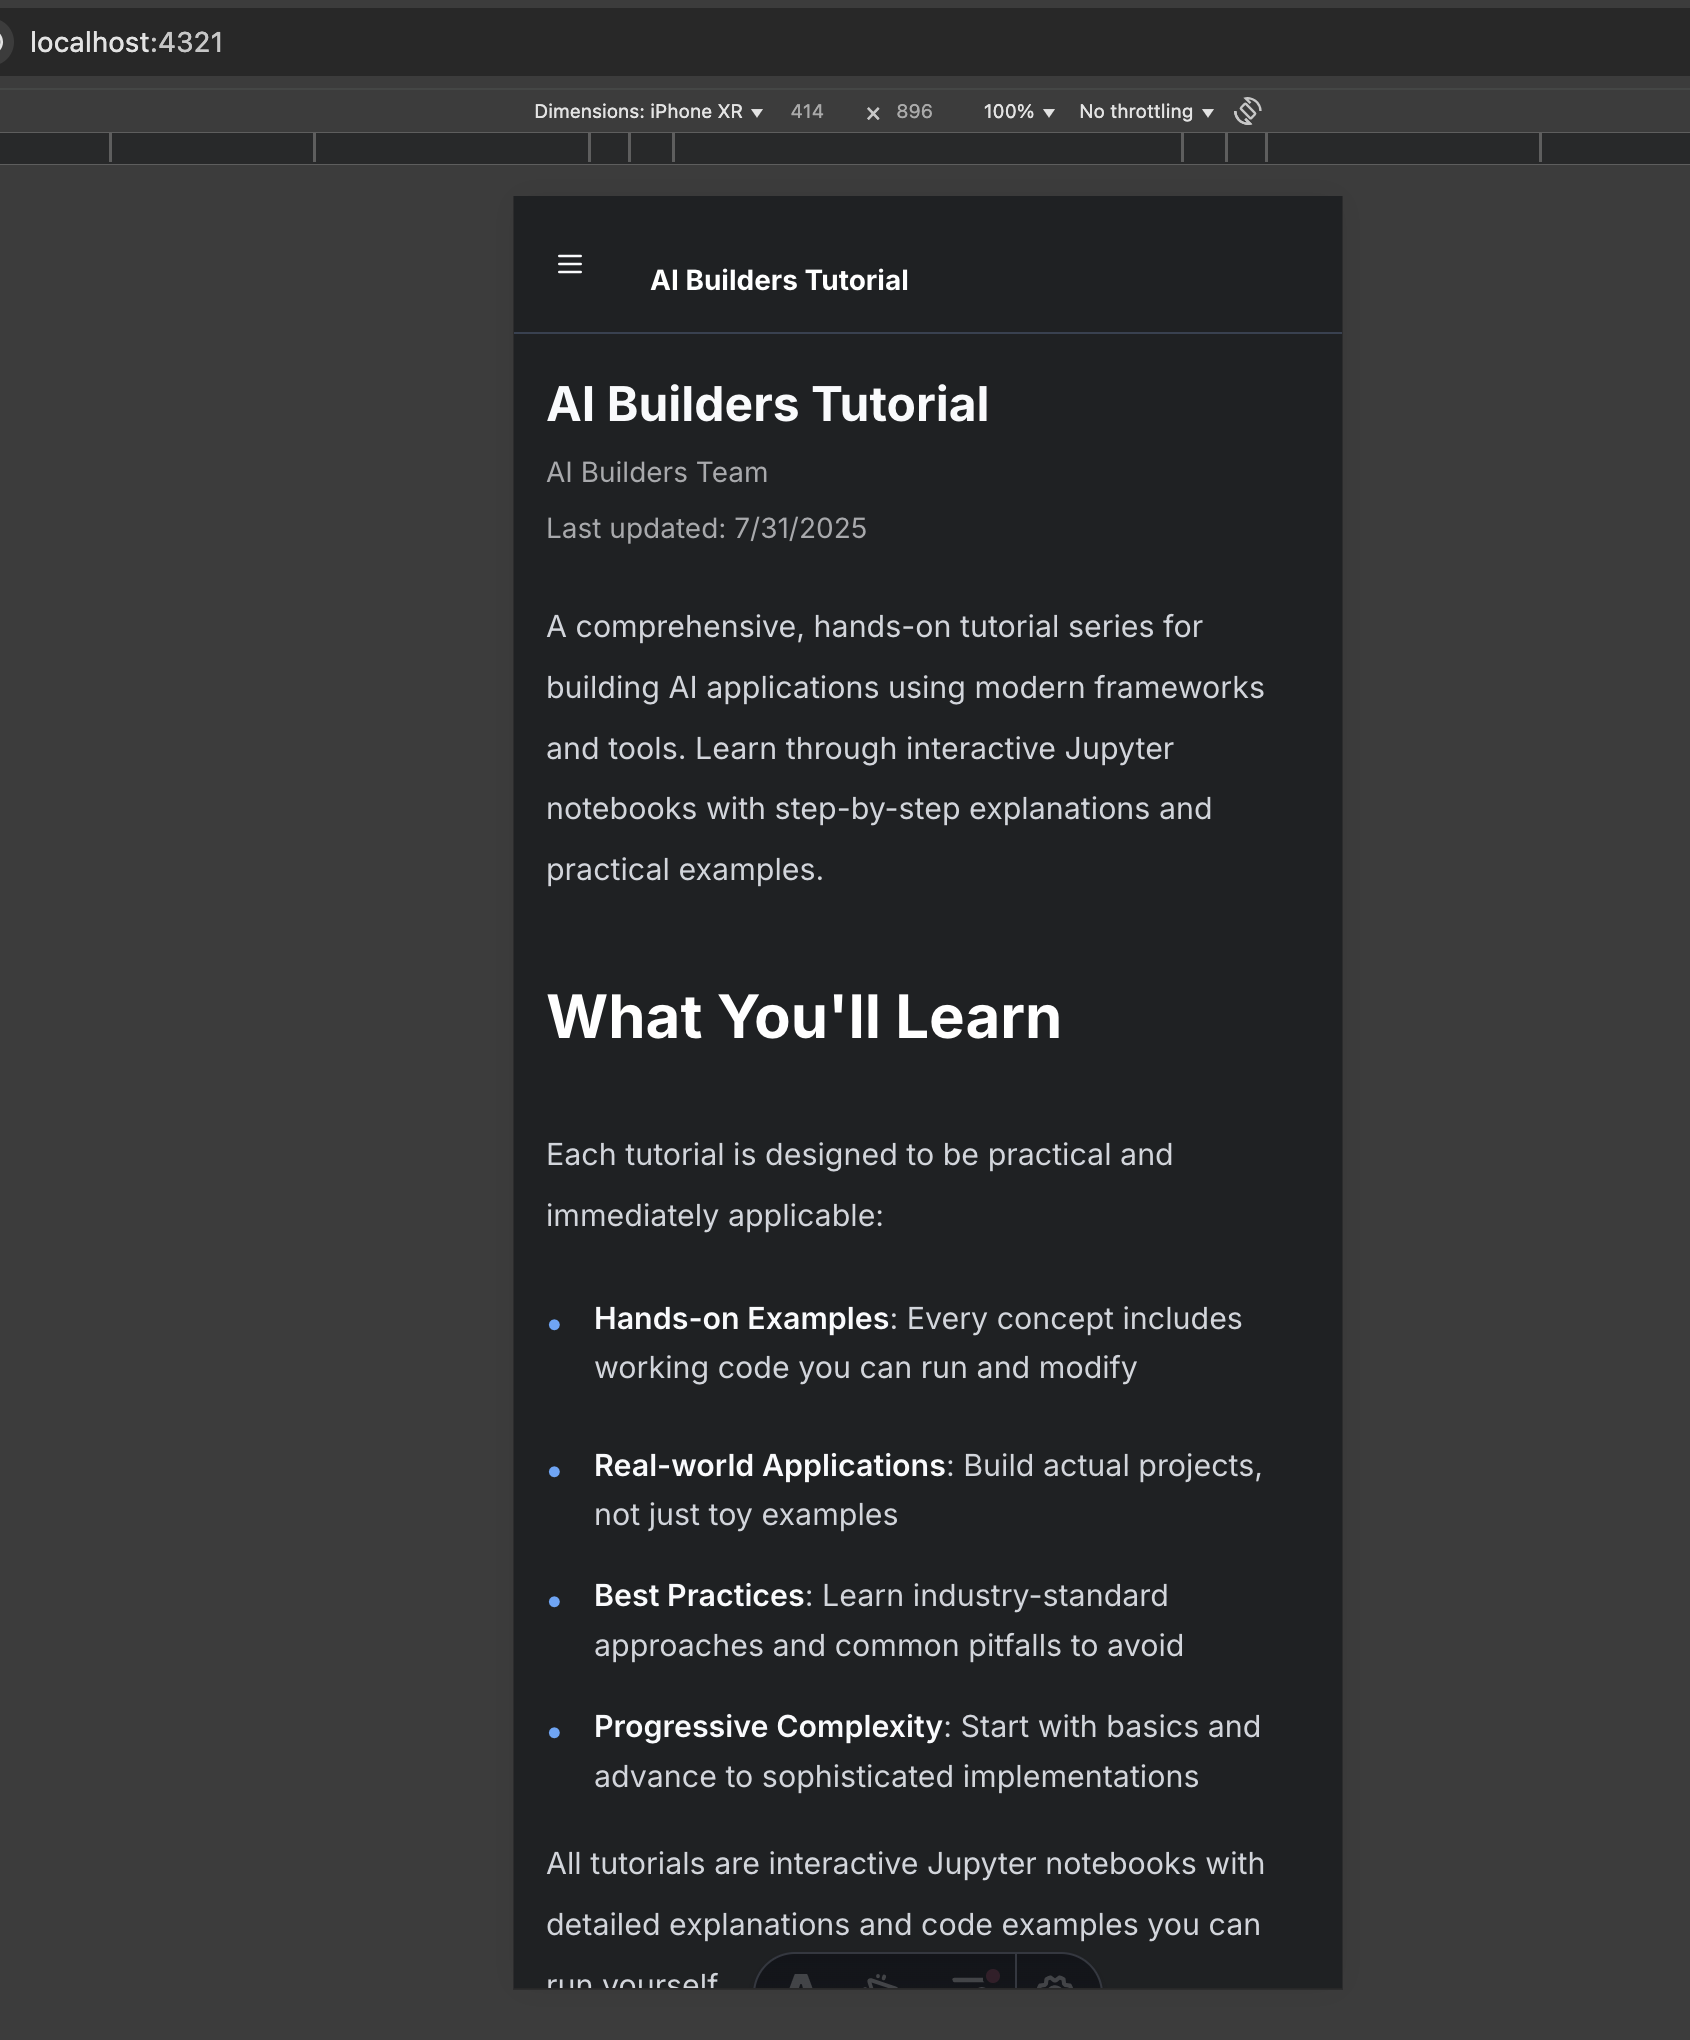 localhost:4321
Dimensions: iPhone XR 414 × 896 100% No throttling
AI Builders Tutorial
AI Builders Tutorial
AI Builders Team
Last updated: 7/31/2025
A comprehensive, hands-on tutorial series for
building AI applications using modern frameworks
and tools. Learn through interactive Jupyter
notebooks with step-by-step explanations and
practical examples.
What You'll Learn
Each tutorial is designed to be practical and
immediately applicable:
• Hands-on Examples: Every concept includes
working code you can run and modify
• Real-world Applications: Build actual projects,
not just toy examples
• Best Practices: Learn industry-standard
approaches and common pitfalls to avoid
• Progressive Complexity: Start with basics and
advance to sophisticated implementations
All tutorials are interactive Jupyter notebooks with
detailed explanations and code examples you can
run yourself